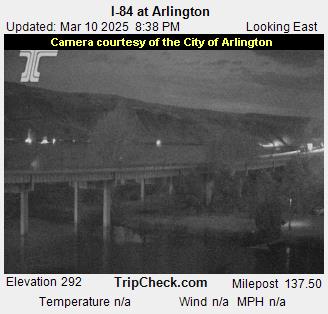 I-84 at Arlington
Updated: Mar 10 2025 8:38 PM Looking East
Camera courtesy of the City of Arlington
Elevation 292 TripCheck.com Milepost 137.50
Temperature n/a Wind n/a MPH n/a